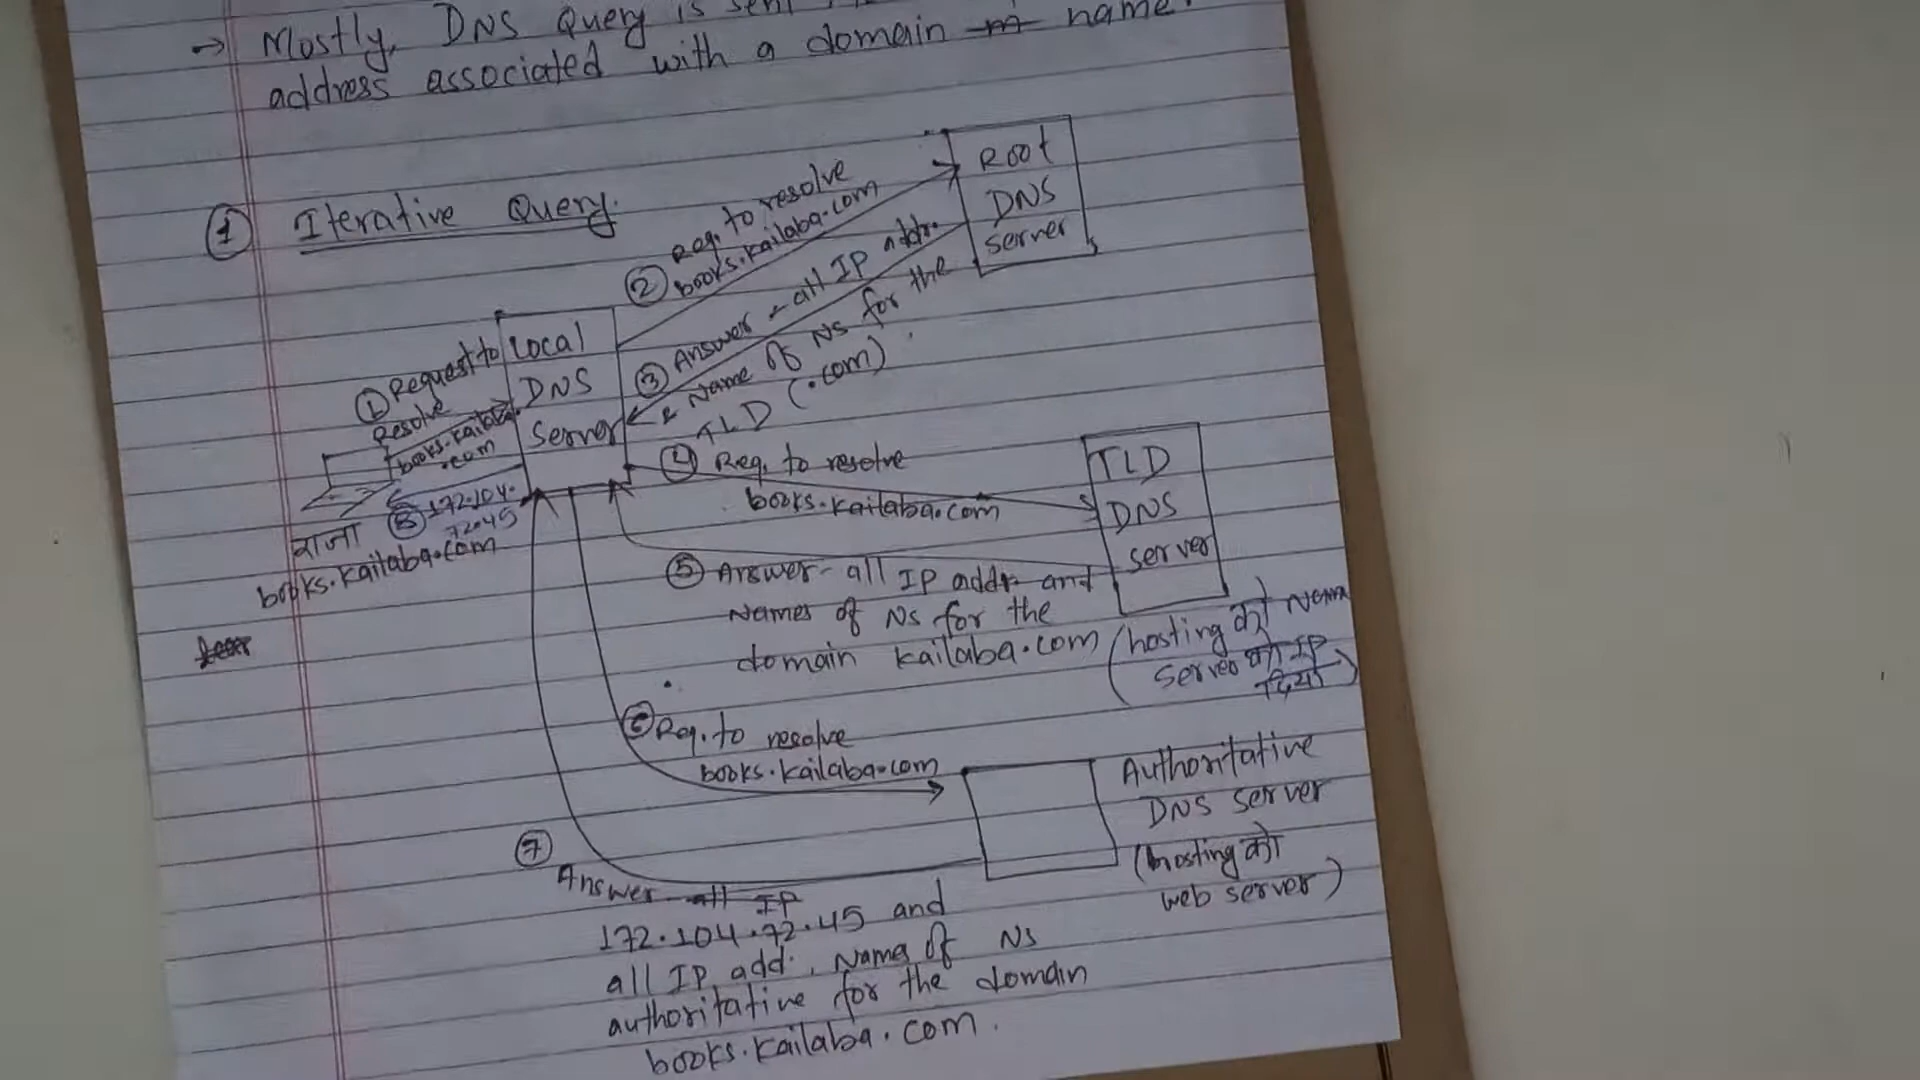 → Mostly, DNS Query is sent
address associated with a domain name.
① Iterative Query.
Root
DNS
server
② Req. to resolve
books.kailaba.com
③ Answer - all IP addr.
& Name of NS for the
TLD (.com)
Local
DNS
Server
① Request to
Resolve
books.kailaba
.com
⑧ 172.104.
72.45
राजा
books.kailaba.com
④ Req. to resolve
books.kailaba.com
TLD
DNS
server
⑤ Answer - all IP addr. and
Names of NS for the
domain kailaba.com
(hosting को Name
server का IP
दिया)
⑥ Req. to resolve
books.kailaba.com
Authoritative
DNS server
(hosting को
web server)
⑦
Answer
172.104.72.45 and
all IP add. Names of NS
authoritative for the domain
books.kailaba.com.